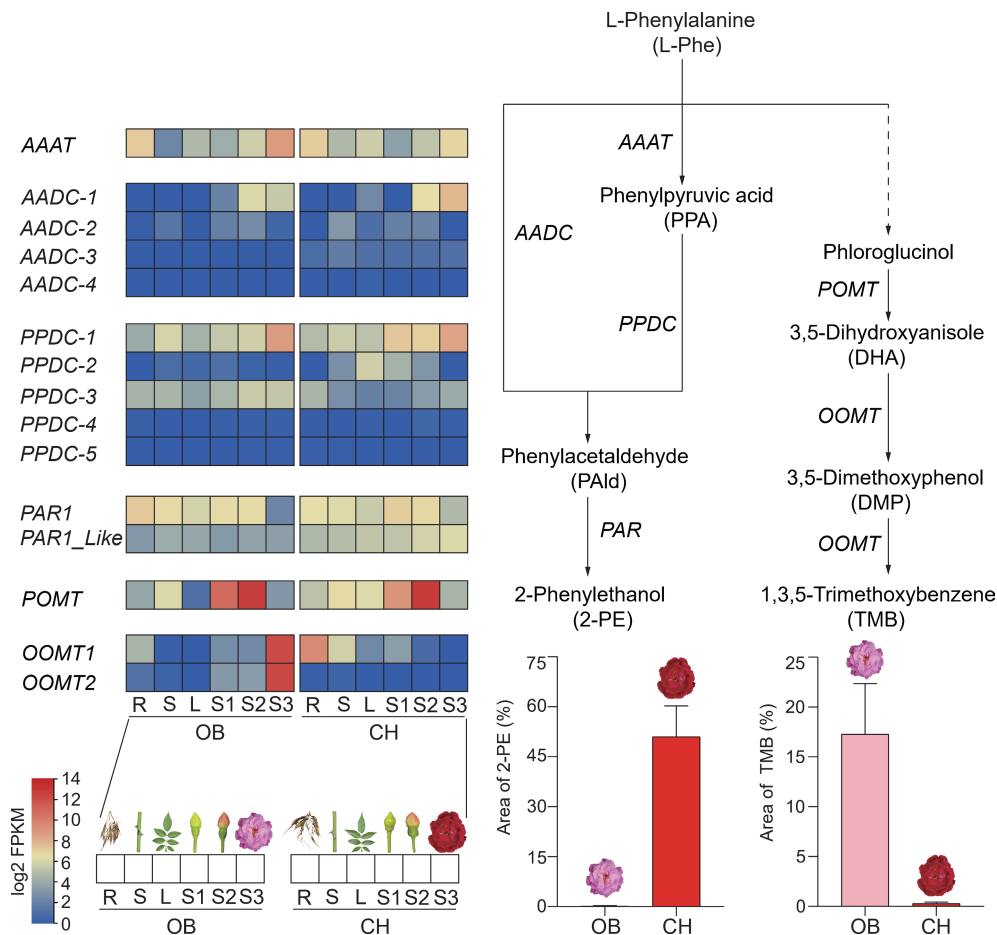 L-Phenylalanine
(L-Phe)
AAAT
AADC-1
AADC-2
AADC-3
AADC-4
PPDC-1
PPDC-2
PPDC-3
PPDC-4
PPDC-5
PAR1
PAR1_Like
POMT
OOMT1
OOMT2
R S L S1 S2 S3 R S L S1 S2 S3
OB CH
14
12
10
8
6
4
2
0
log2 FPKM
R S L S1 S2 S3 R S L S1 S2 S3
OB CH
AAAT
Phenylpyruvic acid
(PPA)
AADC
PPDC
Phenylacetaldehyde
(PAld)
PAR
2-Phenylethanol
(2-PE)
Phloroglucinol
POMT
3,5-Dihydroxyanisole
(DHA)
OOMT
3,5-Dimethoxyphenol
(DMP)
OOMT
1,3,5-Trimethoxybenzene
(TMB)
75
60
45
30
15
0
Area of 2-PE (%)
OB CH
25
20
15
10
5
0
Area of TMB (%)
OB CH